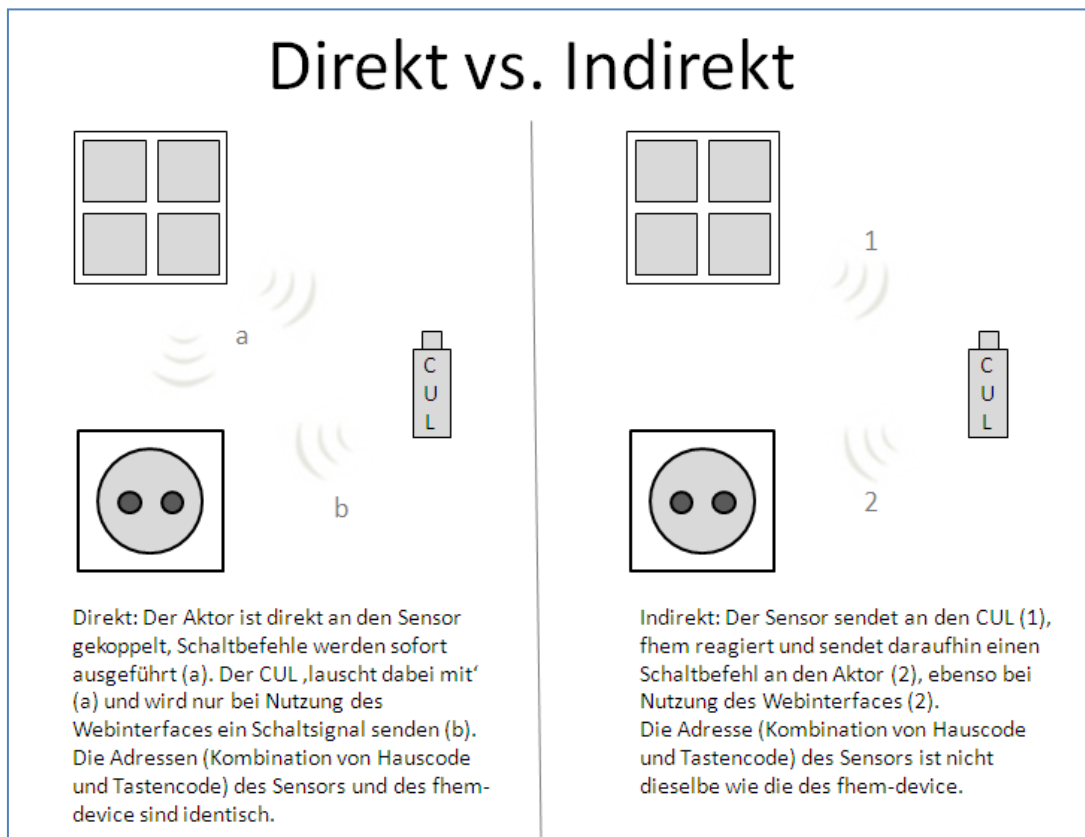 Direkt vs. Indirekt
a
C
U
L
b
Direkt: Der Aktor ist direkt an den Sensor
gekoppelt, Schaltbefehle werden sofort
ausgeführt (a). Der CUL ‚lauscht dabei mit‘
(a) und wird nur bei Nutzung des
Webinterfaces ein Schaltsignal senden (b).
Die Adressen (Kombination von Hauscode
und Tastencode) des Sensors und des fhem-
device sind identisch.
1
C
U
L
2
Indirekt: Der Sensor sendet an den CUL (1),
fhem reagiert und sendet daraufhin einen
Schaltbefehl an den Aktor (2), ebenso bei
Nutzung des Webinterfaces (2).
Die Adresse (Kombination von Hauscode
und Tastencode) des Sensors ist nicht
dieselbe wie die des fhem-device.